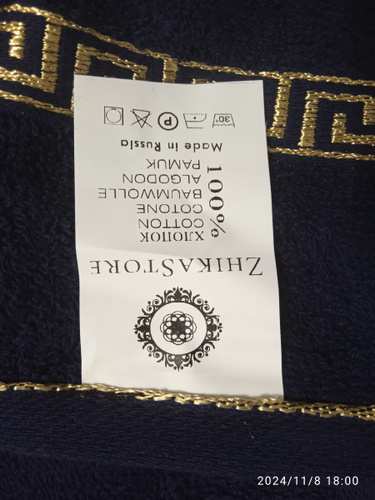 ZHIKASTORE
100%
ХЛОПОК
COTTON
COTONE
BAUMWOLLE
ALGODON
PAMUK
Made in Russia
30°
P
2024/11/8 18:00